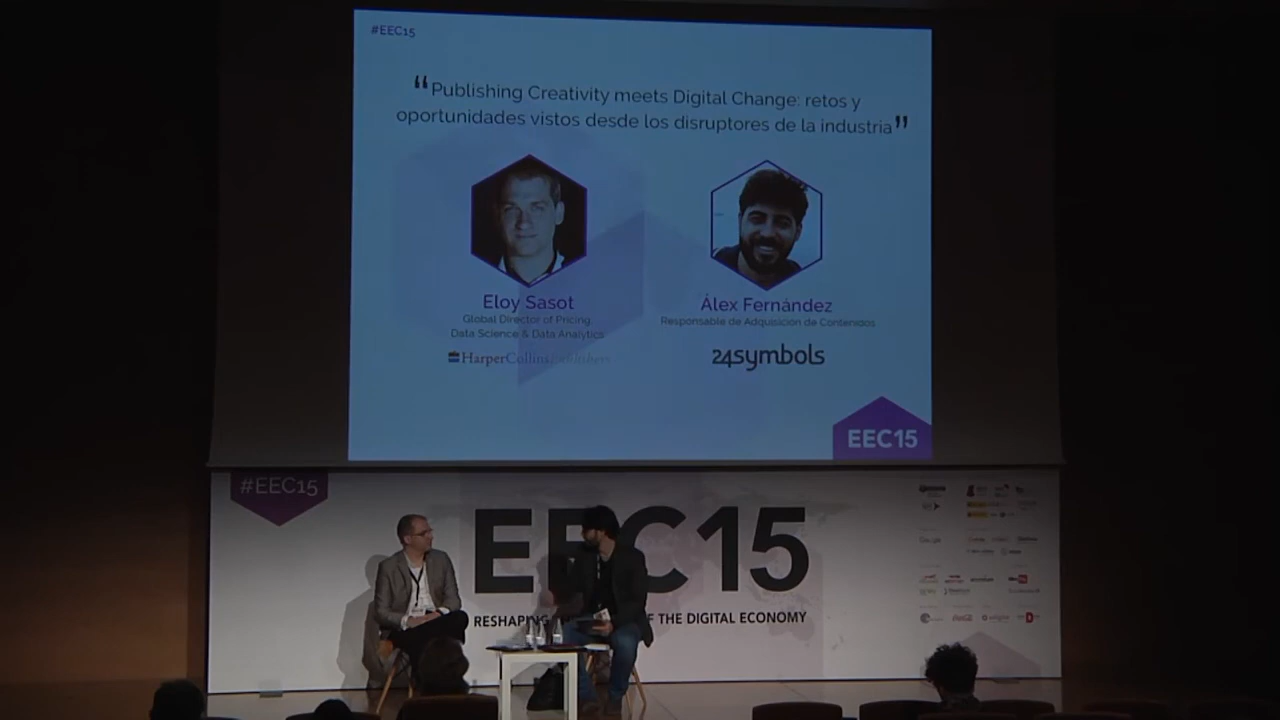 #EEC15
“Publishing Creativity meets Digital Change: retos y
oportunidades vistos desde los disruptores de la industria”
Eloy Sasot
Global Director of Pricing,
Data Science & Data Analytics
HarperCollinsPublishers
Álex Fernández
Responsable de Adquisición de Contenidos
24symbols
EEC15
#EEC15
EEC15
RESHAPING F THE DIGITAL ECONOMY
Google